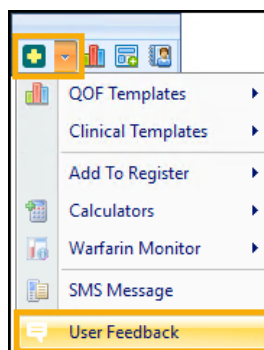 QOF Templates
Clinical Templates
Add To Register
Calculators
Warfarin Monitor
SMS Message
User Feedback